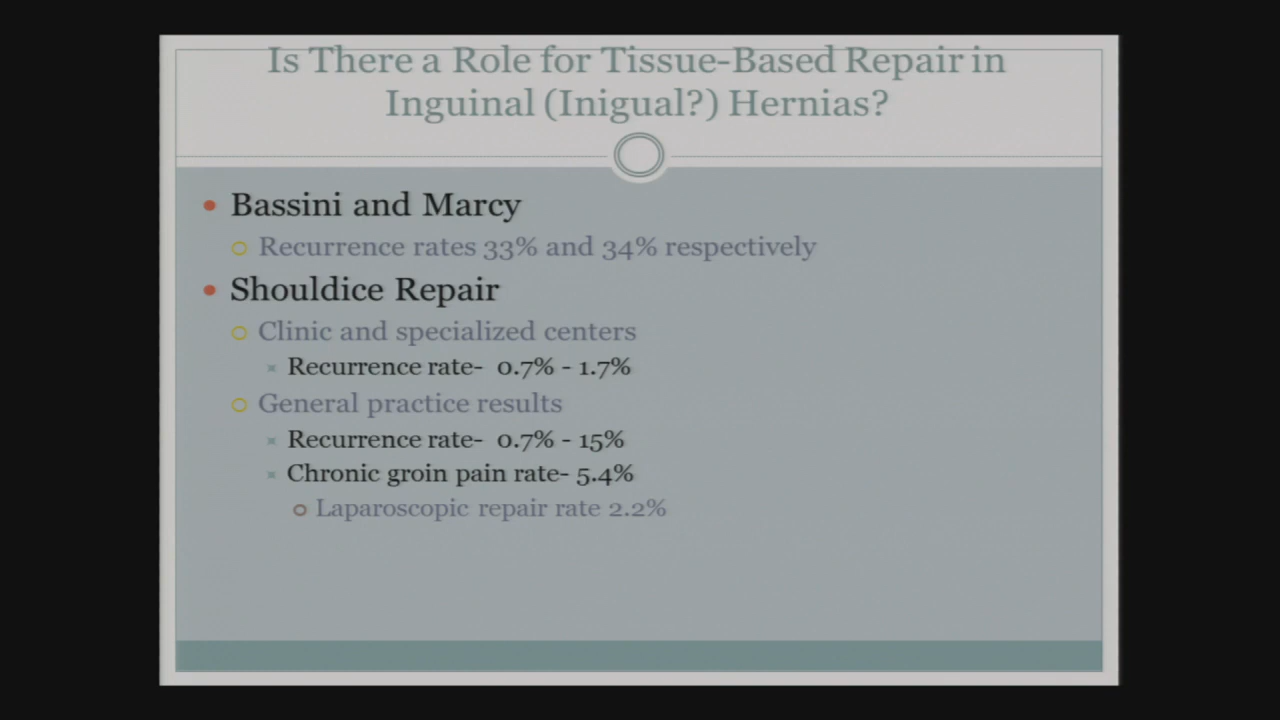 Is There a Role for Tissue-Based Repair in
Inguinal (Inigual?) Hernias?
Bassini and Marcy
Recurrence rates 33% and 34% respectively
Shouldice Repair
Clinic and specialized centers
Recurrence rate- 0.7% - 1.7%
General practice results
Recurrence rate- 0.7% - 15%
Chronic groin pain rate- 5.4%
Laparoscopic repair rate 2.2%